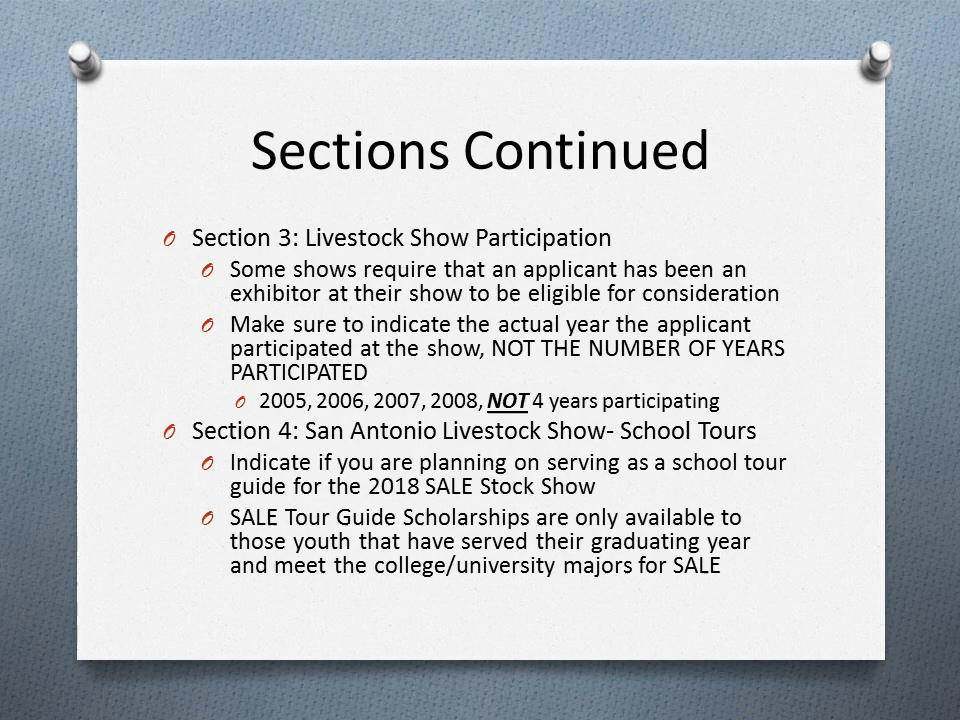 Sections Continued
Section 3: Livestock Show Participation
Some shows require that an applicant has been an
exhibitor at their show to be eligible for consideration
Make sure to indicate the actual year the applicant
participated at the show, NOT THE NUMBER OF YEARS
PARTICIPATED
2005, 2006, 2007, 2008, NOT 4 years participating
Section 4: San Antonio Livestock Show- School Tours
Indicate if you are planning on serving as a school tour
guide for the 2018 SALE Stock Show
SALE Tour Guide Scholarships are only available to
those youth that have served their graduating year
and meet the college/university majors for SALE